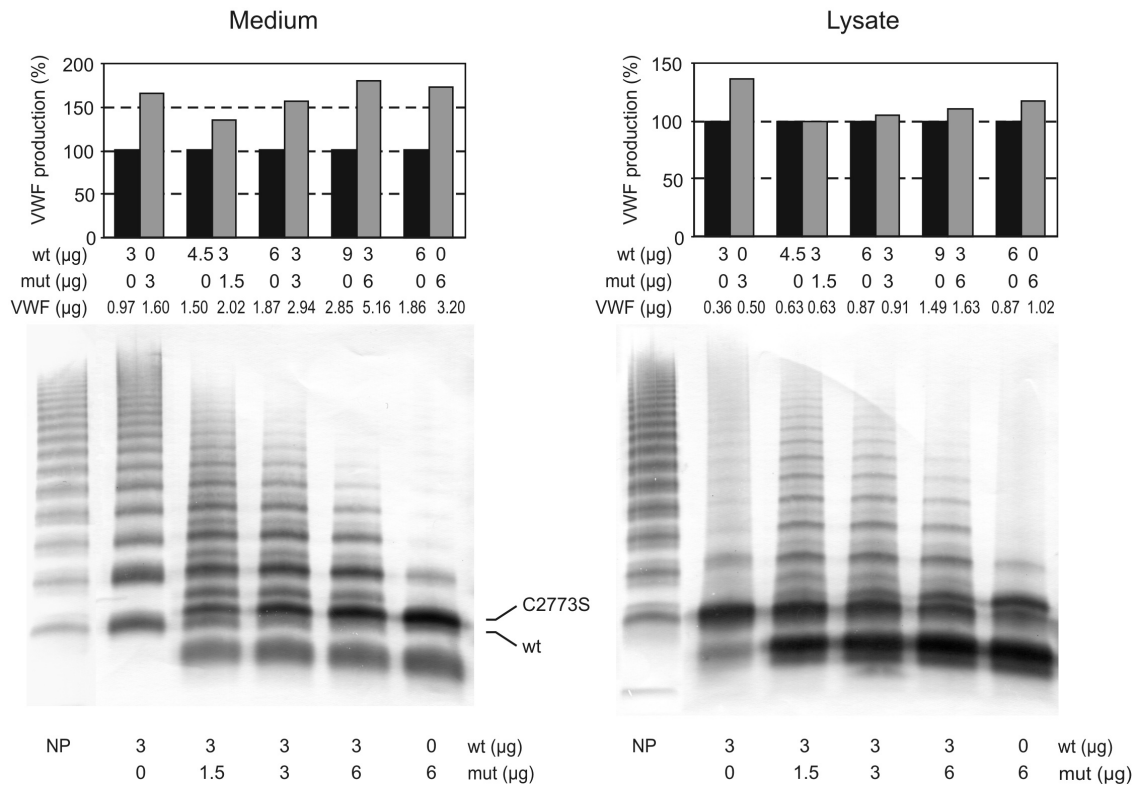 Medium
VWF production (%)
200
150
100
50
0
wt (µg) 3 0 4.5 3 6 3 9 3 6 0
mut (µg) 0 3 0 1.5 0 3 0 6 0 6
VWF (µg) 0.97 1.60 1.50 2.02 1.87 2.94 2.85 5.16 1.86 3.20
C2773S
wt
NP 3 3 3 3 0 wt (µg)
0 1.5 3 6 6 mut (µg)
Lysate
VWF production (%)
150
100
50
0
wt (µg) 3 0 4.5 3 6 3 9 3 6 0
mut (µg) 0 3 0 1.5 0 3 0 6 0 6
VWF (µg) 0.36 0.50 0.63 0.63 0.87 0.91 1.49 1.63 0.87 1.02
NP 3 3 3 3 0 wt (µg)
0 1.5 3 6 6 mut (µg)